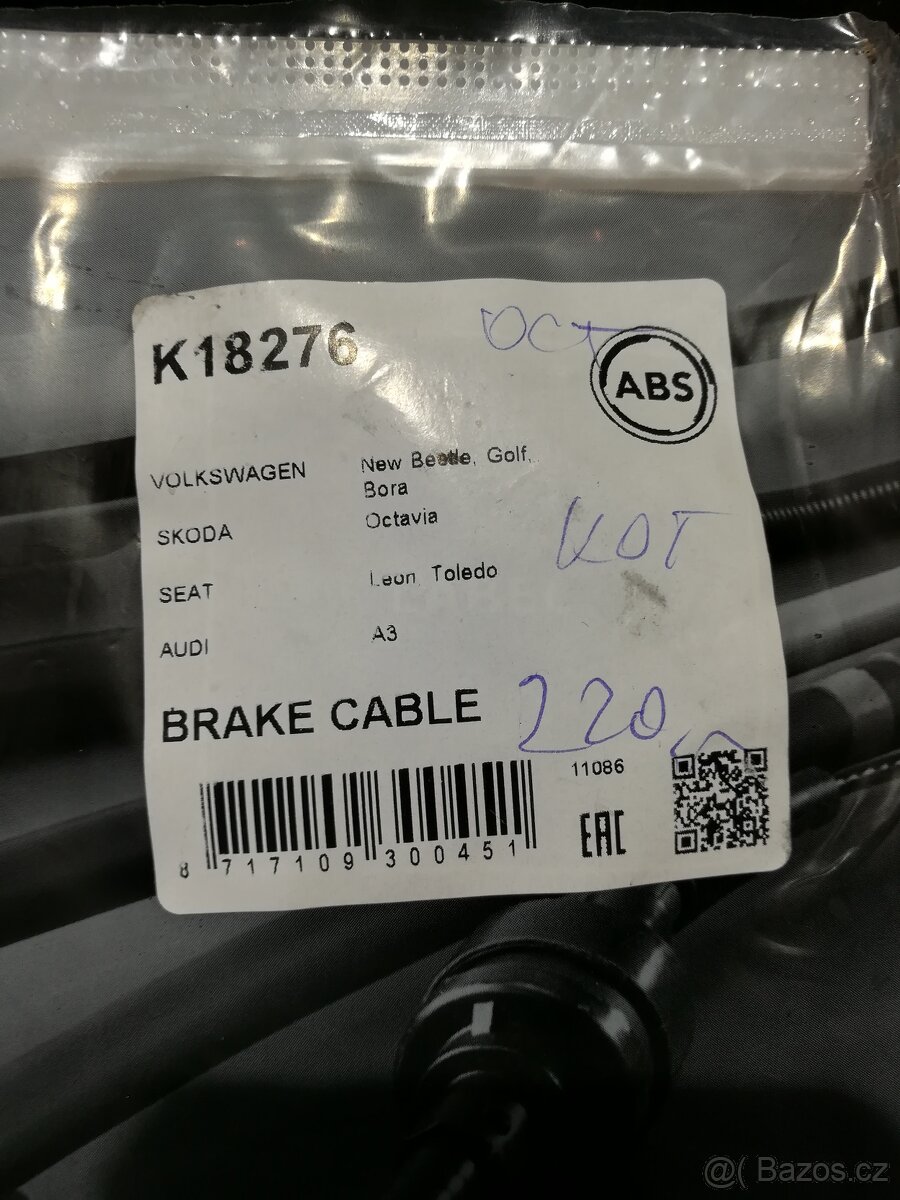 K18276
OCT
ABS
VOLKSWAGEN New Beetle, Golf,
Bora
SKODA Octavia
SEAT Leon, Toledo
AUDI A3
KOT
BRAKE CABLE 220,-
11086
EAC
8 717109 300451
@( Bazos.cz